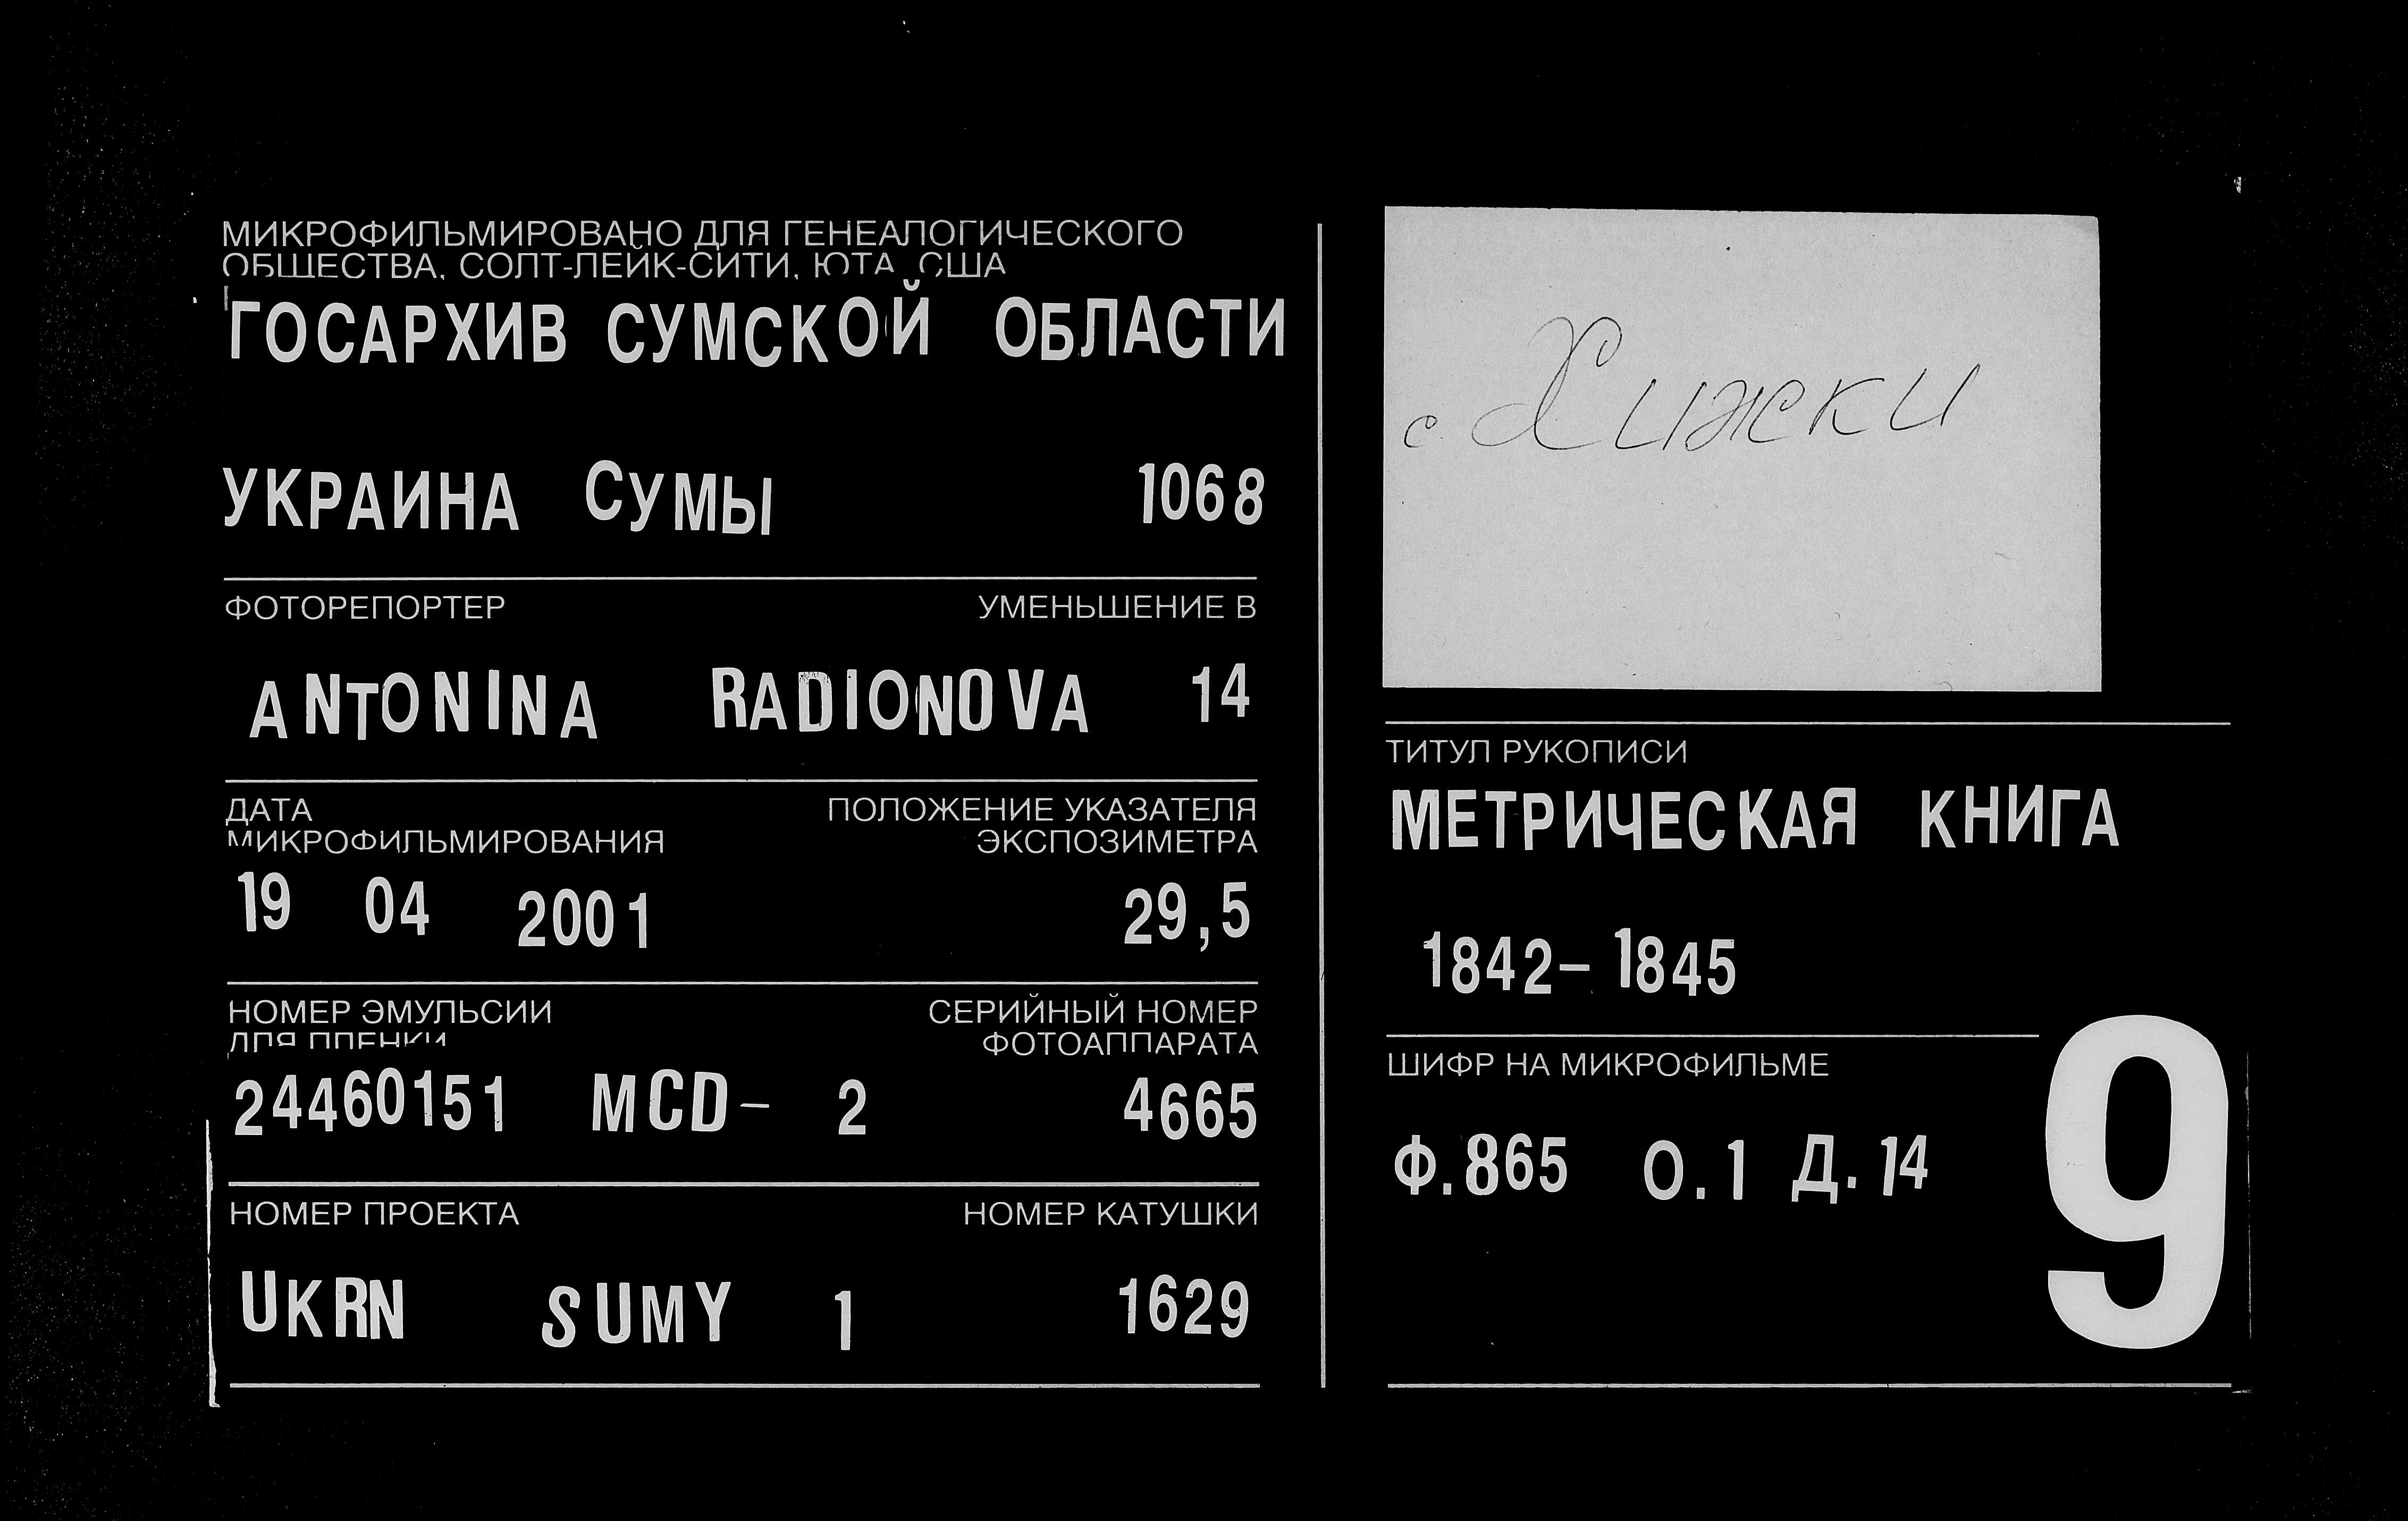 МИКРОФИЛЬМИРОВАНО ДЛЯ ГЕНЕАЛОГИЧЕСКОГО
ОБЩЕСТВА, СОЛТ-ЛЕЙК-СИТИ, ЮТА, США
ГОСАРХИВ СУМСКОЙ ОБЛАСТИ
УКРАИНА СУМЫ 1068
ФОТОРЕПОРТЕР УМЕНЬШЕНИЕ В
ANTONINA RADIONOVA 14
ДАТА ПОЛОЖЕНИЕ УКАЗАТЕЛЯ
МИКРОФИЛЬМИРОВАНИЯ ЭКСПОЗИМЕТРА
19 04 2001 29,5
НОМЕР ЭМУЛЬСИИ СЕРИЙНЫЙ НОМЕР
ДЛЯ ПЛЕНКИ ФОТОАППАРАТА
24460151 MCD- 2 4665
НОМЕР ПРОЕКТА НОМЕР КАТУШКИ
UKRN SUMY 1 1629
с. Хижки
ТИТУЛ РУКОПИСИ
МЕТРИЧЕСКАЯ КНИГА
1842-1845
ШИФР НА МИКРОФИЛЬМЕ
Ф.865 О.1 Д.14
9